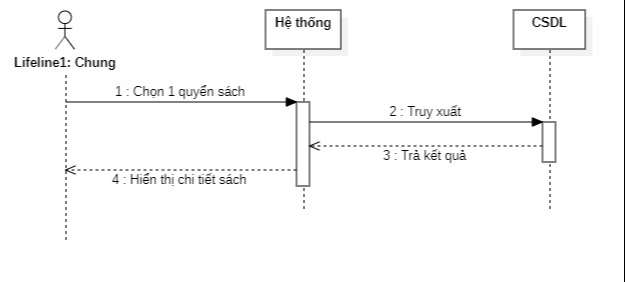 Hệ thống
CSDL
Lifeline1: Chung
1 : Chọn 1 quyển sách
2 : Truy xuất
3 : Trả kết quả
4 : Hiển thị chi tiết sách